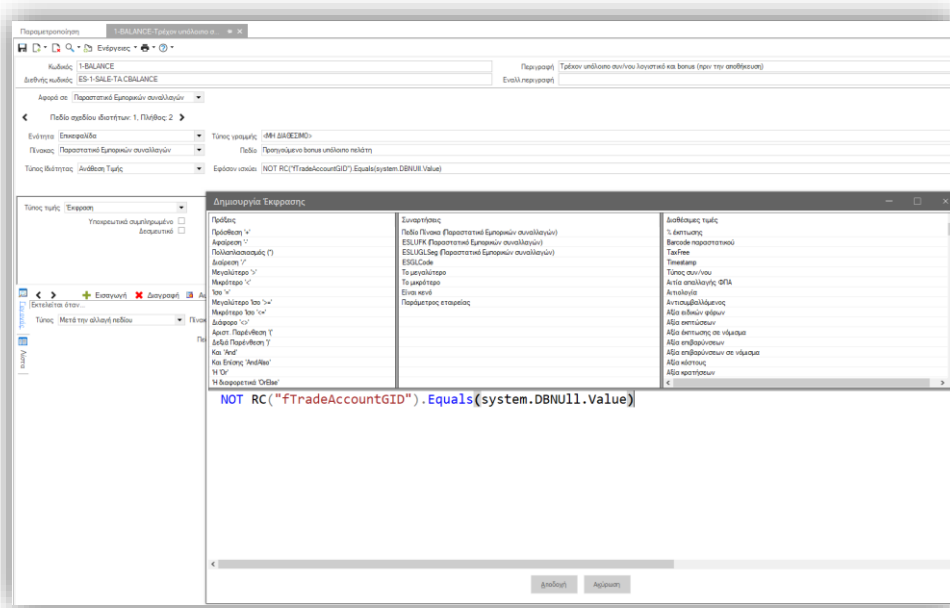 Παραμετροποίηση
1-BALANCE-Τρέχον υπόλοιπο σ...
Ενέργειες
Κωδικός 1-BALANCE
Περιγραφή Τρέχον υπόλοιπο συν/νου λογιστικό και bonus (πριν την αποθήκευση)
Διεθνής κωδικός ES-1-SALE-TA.CBALANCE
Εναλλ.περιγραφή
Αφορά σε Παραστατικό Εμπορικών συναλλαγών
Πεδίο σχεδίου ιδιοτήτων: 1, Πλήθος: 2
Ενότητα Επικεφαλίδα
Τύπος γραμμής <ΜΗ ΔΙΑΘΕΣΙΜΟ>
Πίνακας Παραστατικό Εμπορικών συναλλαγών
Πεδίο Προηγούμενο bonus υπόλοιπο πελάτη
Τύπος Ιδιότητας Ανάθεση Τιμής
Εφόσον ισχύει NOT RC("fTradeAccountGID").Equals(system.DBNUll.Value)
Τύπος τιμής Έκφραση
Υποχρεωτικά συμπληρωμένο
Δεσμευτικό
Εισαγωγή
Διαγραφή
Εκτελείται όταν...
Τύπος Μετά την αλλαγή πεδίου
Δημιουργία Έκφρασης
Πράξεις
Πρόσθεση '+'
Αφαίρεση '-'
Πολλαπλασιασμός (*)
Διαίρεση '/'
Μεγαλύτερο '>'
Μικρότερο '<'
Ίσο '='
Μεγαλύτερο Ίσο '>='
Μικρότερο Ίσο '<='
Διάφορο '<>'
Αριστ. Παρένθεση '('
Δεξιά Παρένθεση ')'
Και 'And'
Και Επίσης 'AndAlso'
Ή 'Or'
Ή διαφορετικά 'OrElse'
Συναρτήσεις
Πεδίο Πίνακα (Παραστατικό Εμπορικών συναλλαγών)
ESLUFK (Παραστατικό Εμπορικών συναλλαγών)
ESLUGLSeg (Παραστατικό Εμπορικών συναλλαγών)
ESGLCode
Το μεγαλύτερο
Το μικρότερο
Είναι κενό
Παράμετρος εταιρείας
Διαθέσιμες τιμές
% έκπτωσης
Barcode παραστατικού
TaxFree
Timestamp
Τύπος συν/νου
Αιτία απαλλαγής ΦΠΑ
Αιτιολογία
Αντισυμβαλλόμενος
Αξία ειδικών φόρων
Αξία εκπτώσεων
Αξία έκπτωσης σε νόμισμα
Αξία επιβαρύνσεων
Αξία επιβαρύνσεων σε νόμισμα
Αξία κόστους
Αξία κρατήσεων
NOT RC("fTradeAccountGID").Equals(system.DBNUll.Value)
Αποδοχή
Ακύρωση